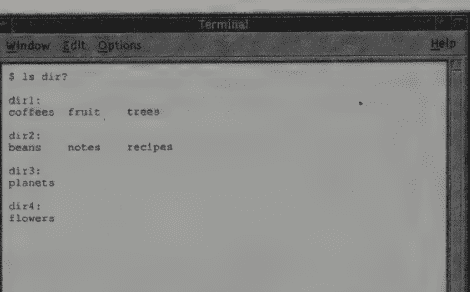 Terminal
Window Edit Options Help
$ ls dir?
dir1:
coffees fruit trees
dir2:
beans notes recipes
dir3:
planets
dir4:
flowers